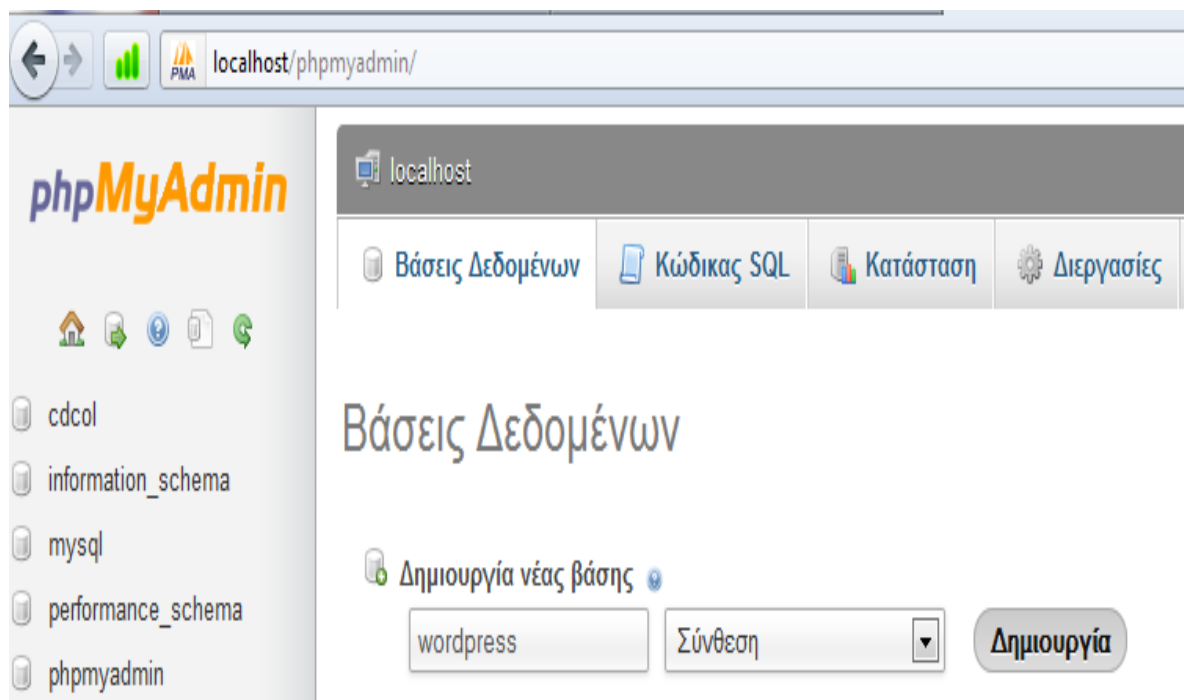 PMA localhost/phpmyadmin/
phpMyAdmin
cdcol
information_schema
mysql
performance_schema
phpmyadmin
localhost
Βάσεις Δεδομένων Κώδικας SQL Κατάσταση Διεργασίες
Βάσεις Δεδομένων
Δημιουργία νέας βάσης
wordpress Σύνθεση Δημιουργία